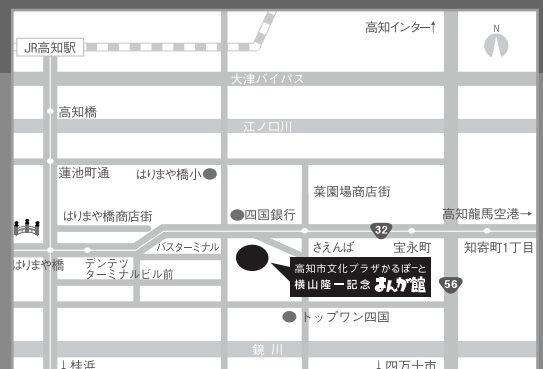 高知インター↑
N
JR高知駅
大津バイパス
高知橋
江ノ口川
蓮池町通
はりまや橋小
菜園場商店街
はりまや橋商店街
四国銀行
高知龍馬空港→
32
バスターミナル
さえんば
宝永町
知寄町1丁目
はりまや橋
デンテツ
ターミナルビル前
高知市文化プラザかるぽーと
横山隆一記念 まんが館
56
トップワン四国
鏡川
↓桂浜
↓四万十市